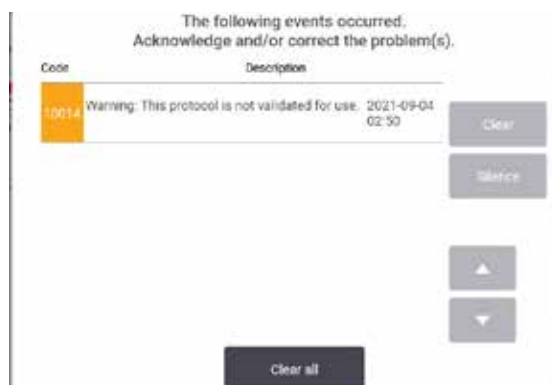 The following events occurred.
Acknowledge and/or correct the problem(s).
Code Description
10014 Warning: This protocol is not validated for use. 2021-09-04
02:50
Clear
Silence
Clear all